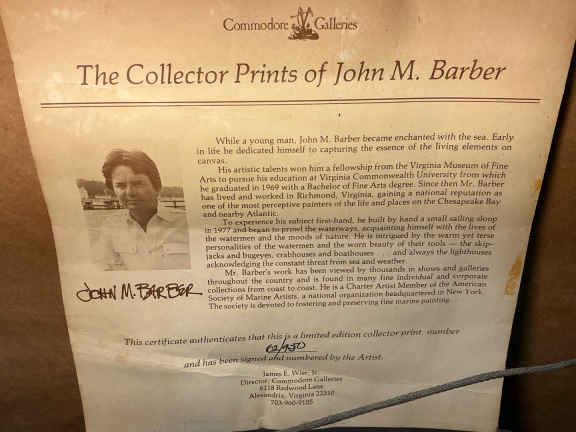 Commodore Galleries
The Collector Prints of John M. Barber
While a young man, John M. Barber became enchanted with the sea. Early
in life he dedicated himself to capturing the essence of the living elements on
canvas.
His artistic talents won him a fellowship from the Virginia Museum of Fine
Arts to pursue his education at Virginia Commonwealth University from which
he graduated in 1969 with a Bachelor of Fine Arts degree. Since then Mr. Barber
has lived and worked in Richmond, Virginia, gaining a national reputation as
one of the most perceptive painters of the life and places on the Chesapeake Bay
and nearby Atlantic.
To experience his subject first-hand, he built by hand a small sailing sloop
in 1977 and began to prowl the waterways, acquainting himself with the lives of
the watermen and the moods of nature. He is intrigued by the warm yet terse
personalities of the watermen and the worn beauty of their tools — the skip-
jacks and bugeyes, crabhouses and boathouses . . . and always the lighthouses
acknowledging the constant threat from sea and weather.
Mr. Barber's work has been viewed by thousands in shows and galleries
throughout the country and is found in many fine individual and corporate
collections from coast to coast. He is a Charter Artist Member of the American
Society of Marine Artists, a national organization headquartered in New York.
The society is devoted to fostering and preserving fine marine painting.
JOHN M. BARBER
This certificate authenticates that this is a limited edition collector print, number
62/950
and has been signed and numbered by the Artist.
James E. Wier, Sr.
Director, Commodore Galleries
6218 Redwood Lane
Alexandria, Virginia 22310
703-960-9105